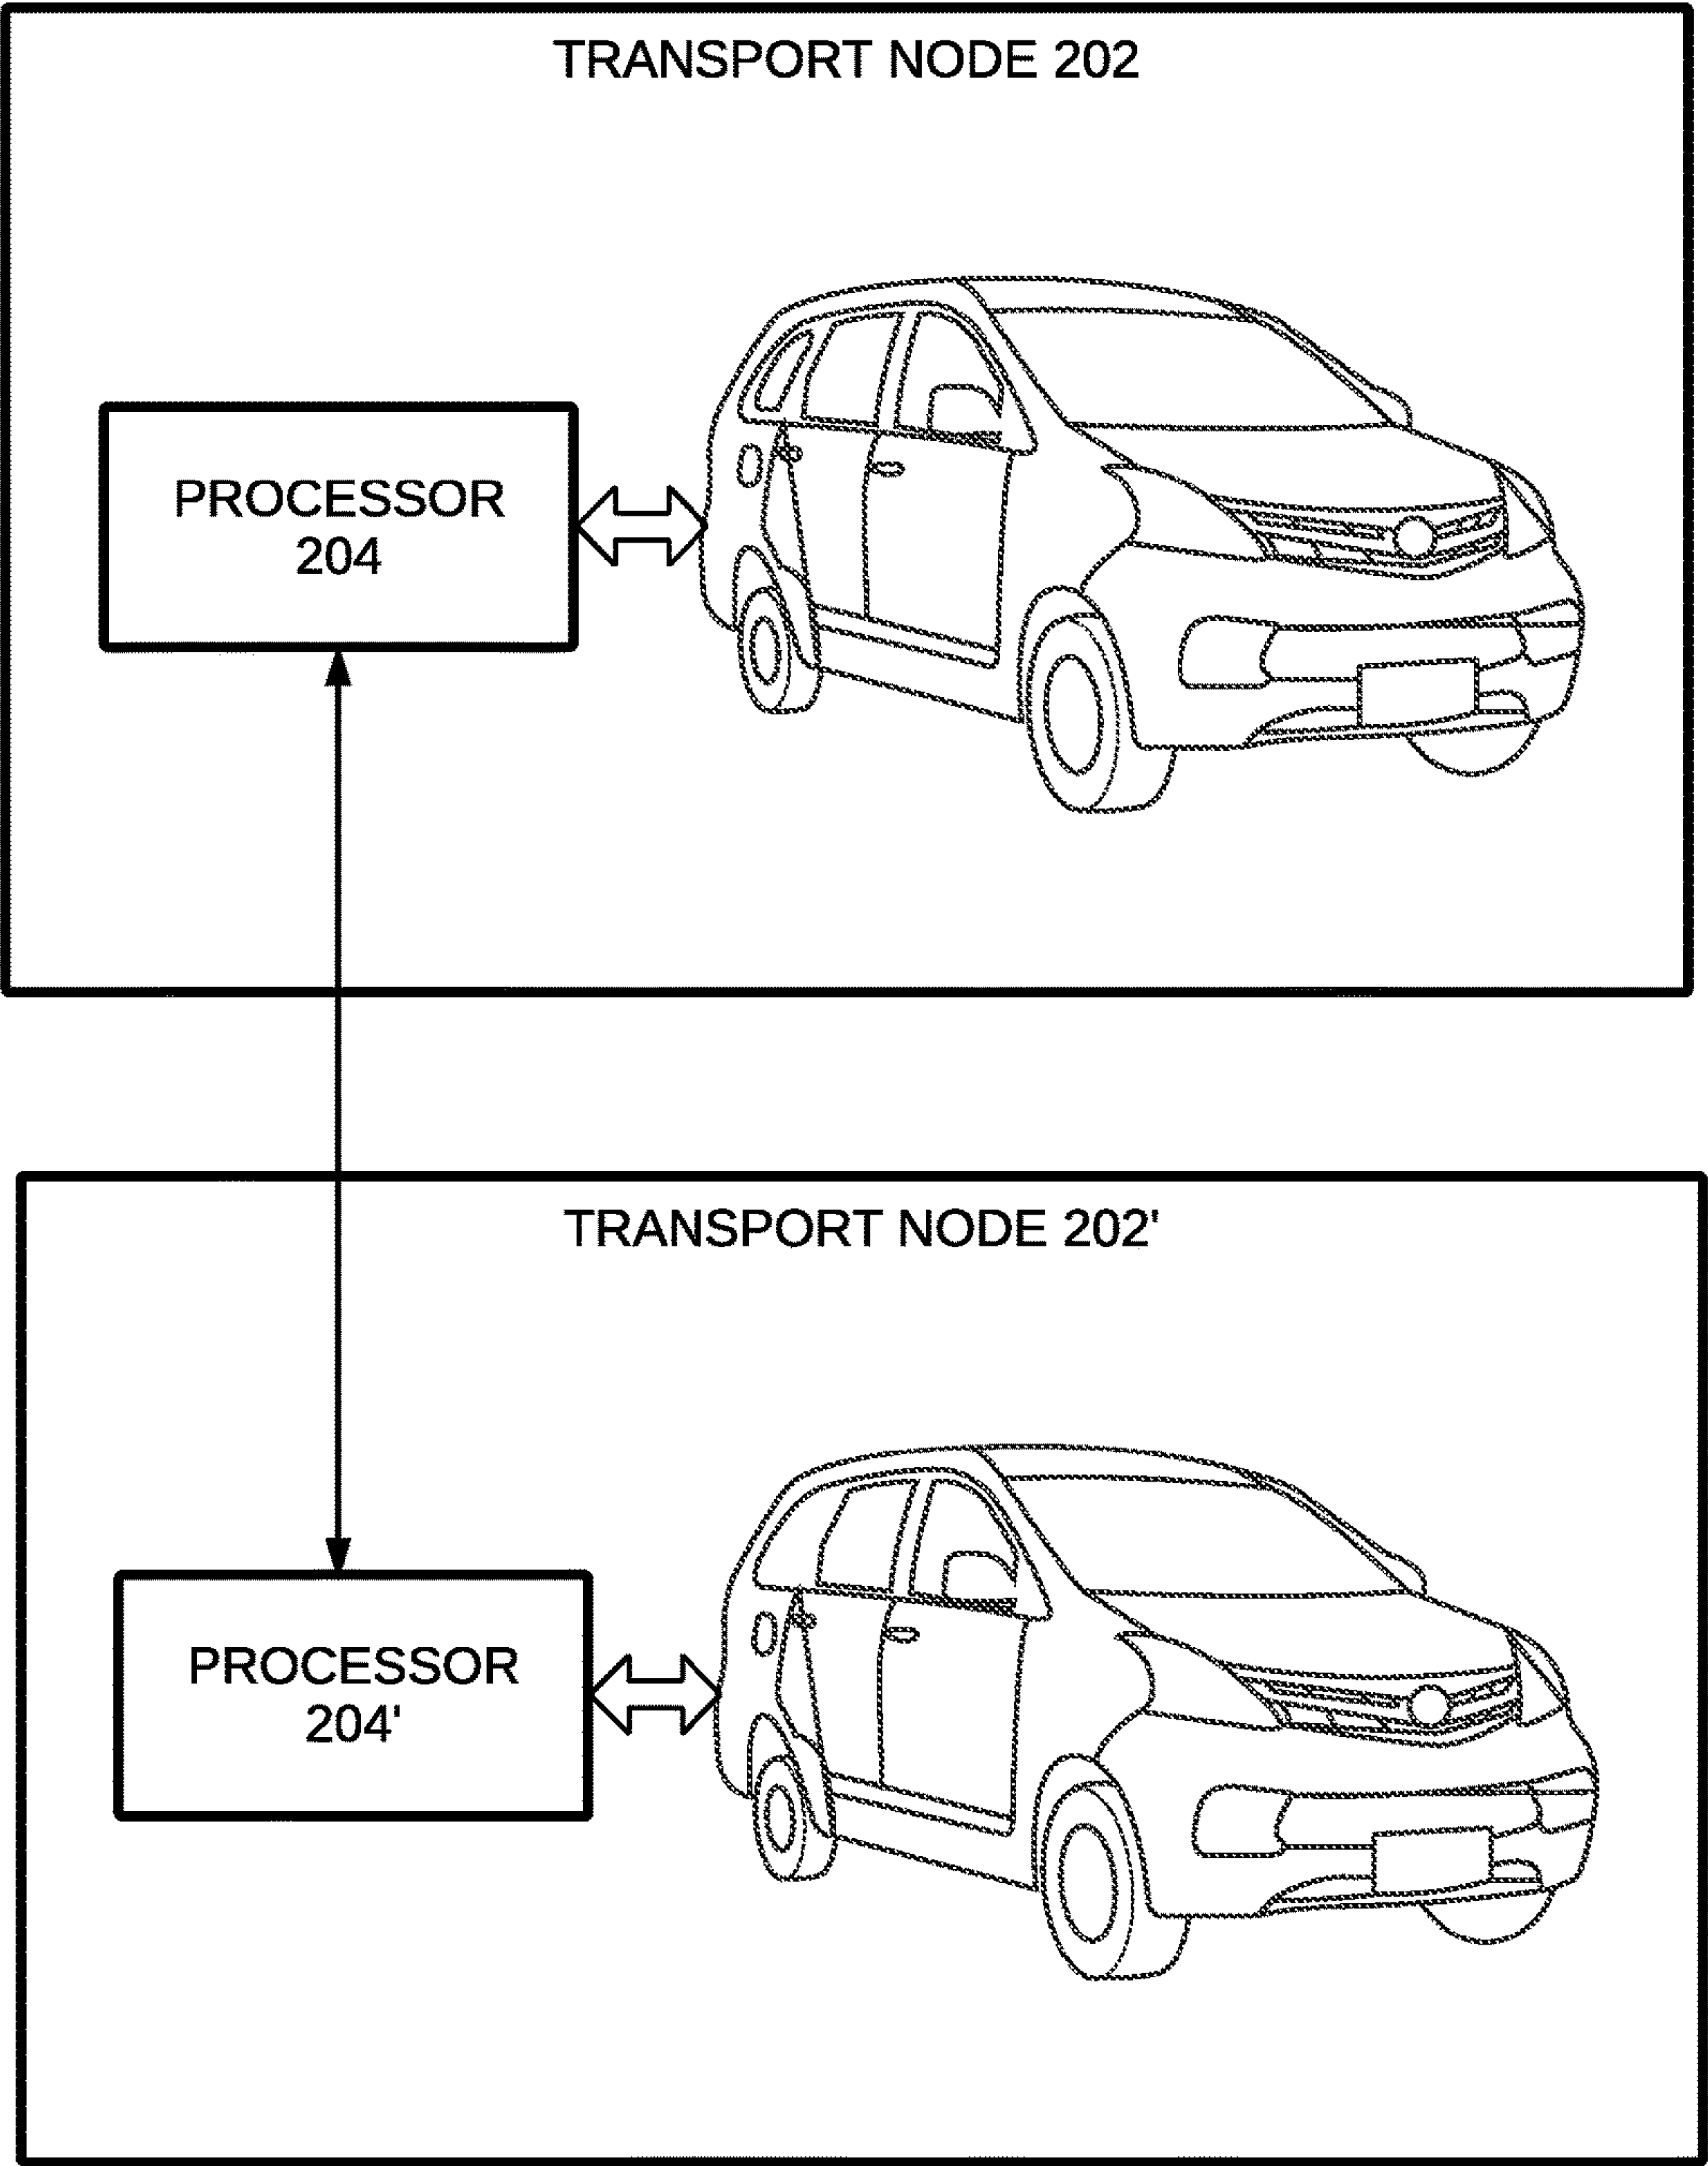 TRANSPORT NODE 202
PROCESSOR
204
TRANSPORT NODE 202'
PROCESSOR
204'